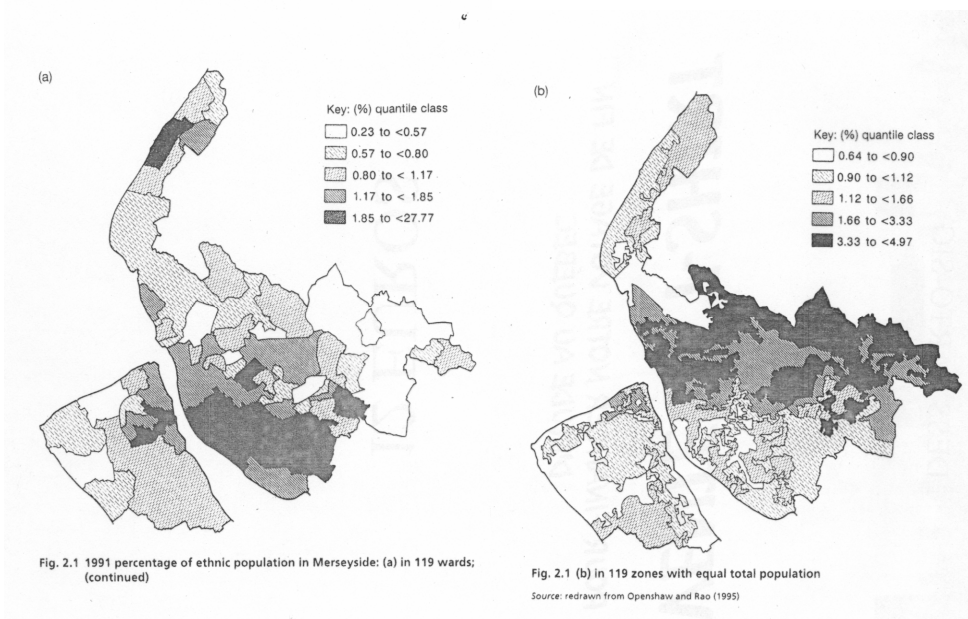 (a)
Key: (%) quantile class
0.23 to <0.57
0.57 to <0.80
0.80 to < 1.17
1.17 to < 1.85
1.85 to <27.77
Fig. 2.1 1991 percentage of ethnic population in Merseyside: (a) in 119 wards;
(continued)
(b)
Key: (%) quantile class
0.64 to <0.90
0.90 to <1.12
1.12 to <1.66
1.66 to <3.33
3.33 to <4.97
Fig. 2.1 (b) in 119 zones with equal total population
Source: redrawn from Openshaw and Rao (1995)